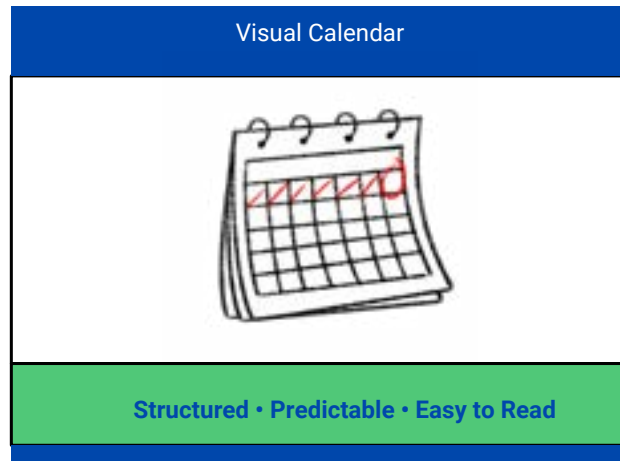 Visual Calendar
Structured • Predictable • Easy to Read